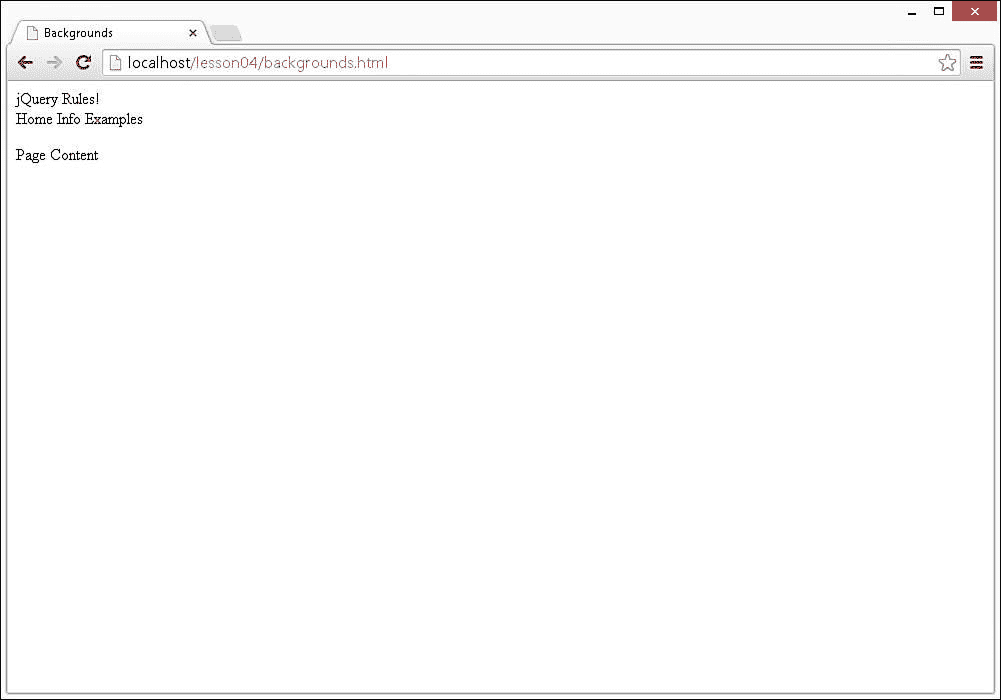 Backgrounds
localhost/lesson04/backgrounds.html
jQuery Rules!
Home Info Examples
Page Content